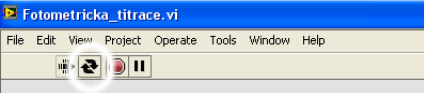 Fotometricka_titrace.vi
File Edit View Project Operate Tools Window Help